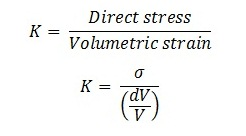 K = Direct stress / Volumetric strain
K = σ / (dV / V)